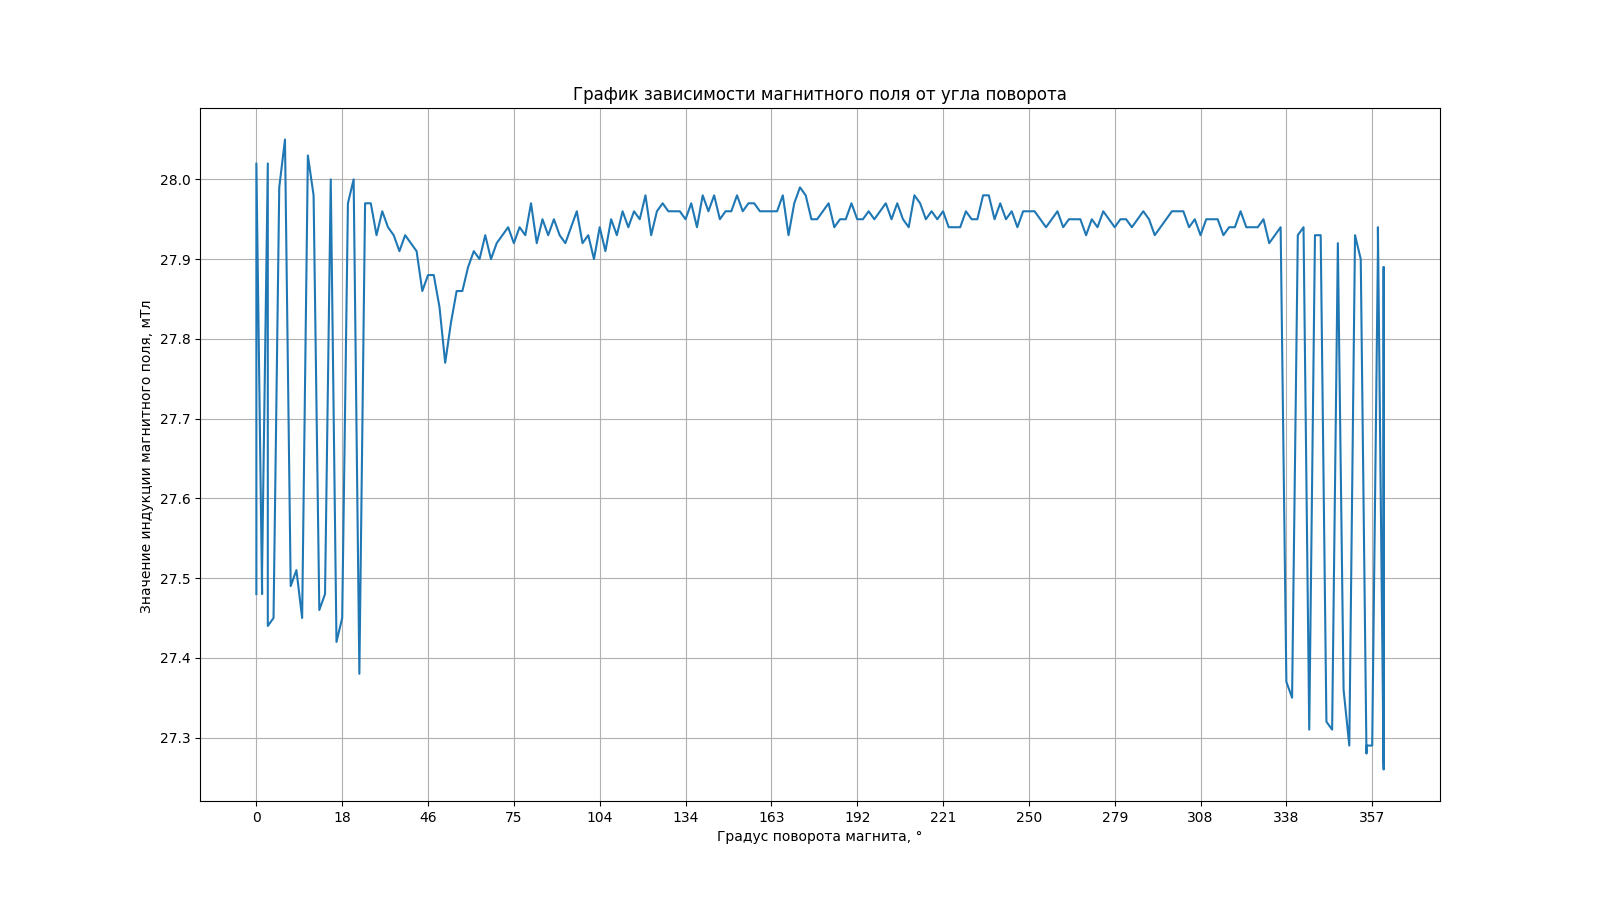 График зависимости магнитного поля от угла поворота
Значение индукции магнитного поля, мТл
28.0
27.9
27.8
27.7
27.6
27.5
27.4
27.3
0 18 46 75 104 134 163 192 221 250 279 308 338 357
Градус поворота магнита, °